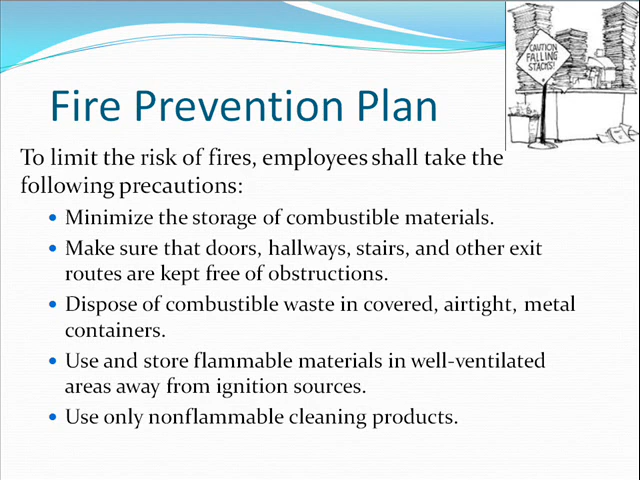 CAUTION
FALLING
STACKS!
Fire Prevention Plan
To limit the risk of fires, employees shall take the
following precautions:
• Minimize the storage of combustible materials.
• Make sure that doors, hallways, stairs, and other exit
routes are kept free of obstructions.
• Dispose of combustible waste in covered, airtight, metal
containers.
• Use and store flammable materials in well-ventilated
areas away from ignition sources.
• Use only nonflammable cleaning products.